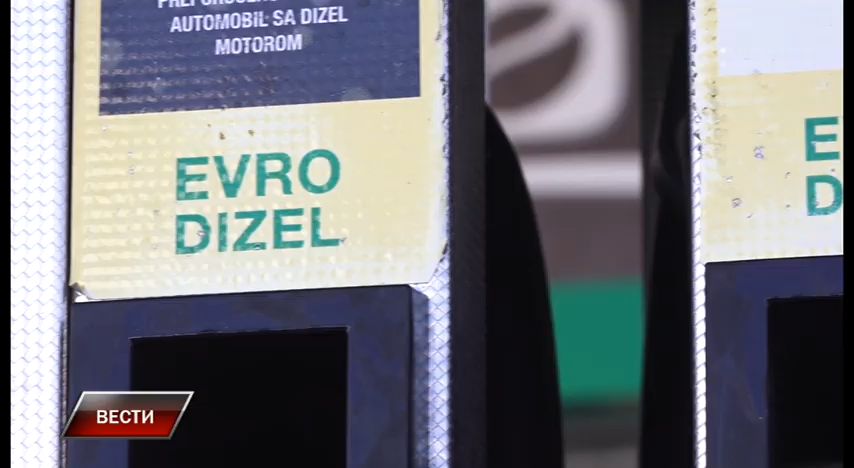 AUTOMOBIL SA DIZEL
MOTOROM
EVRO
DIZEL
E
D
ВЕСТИ